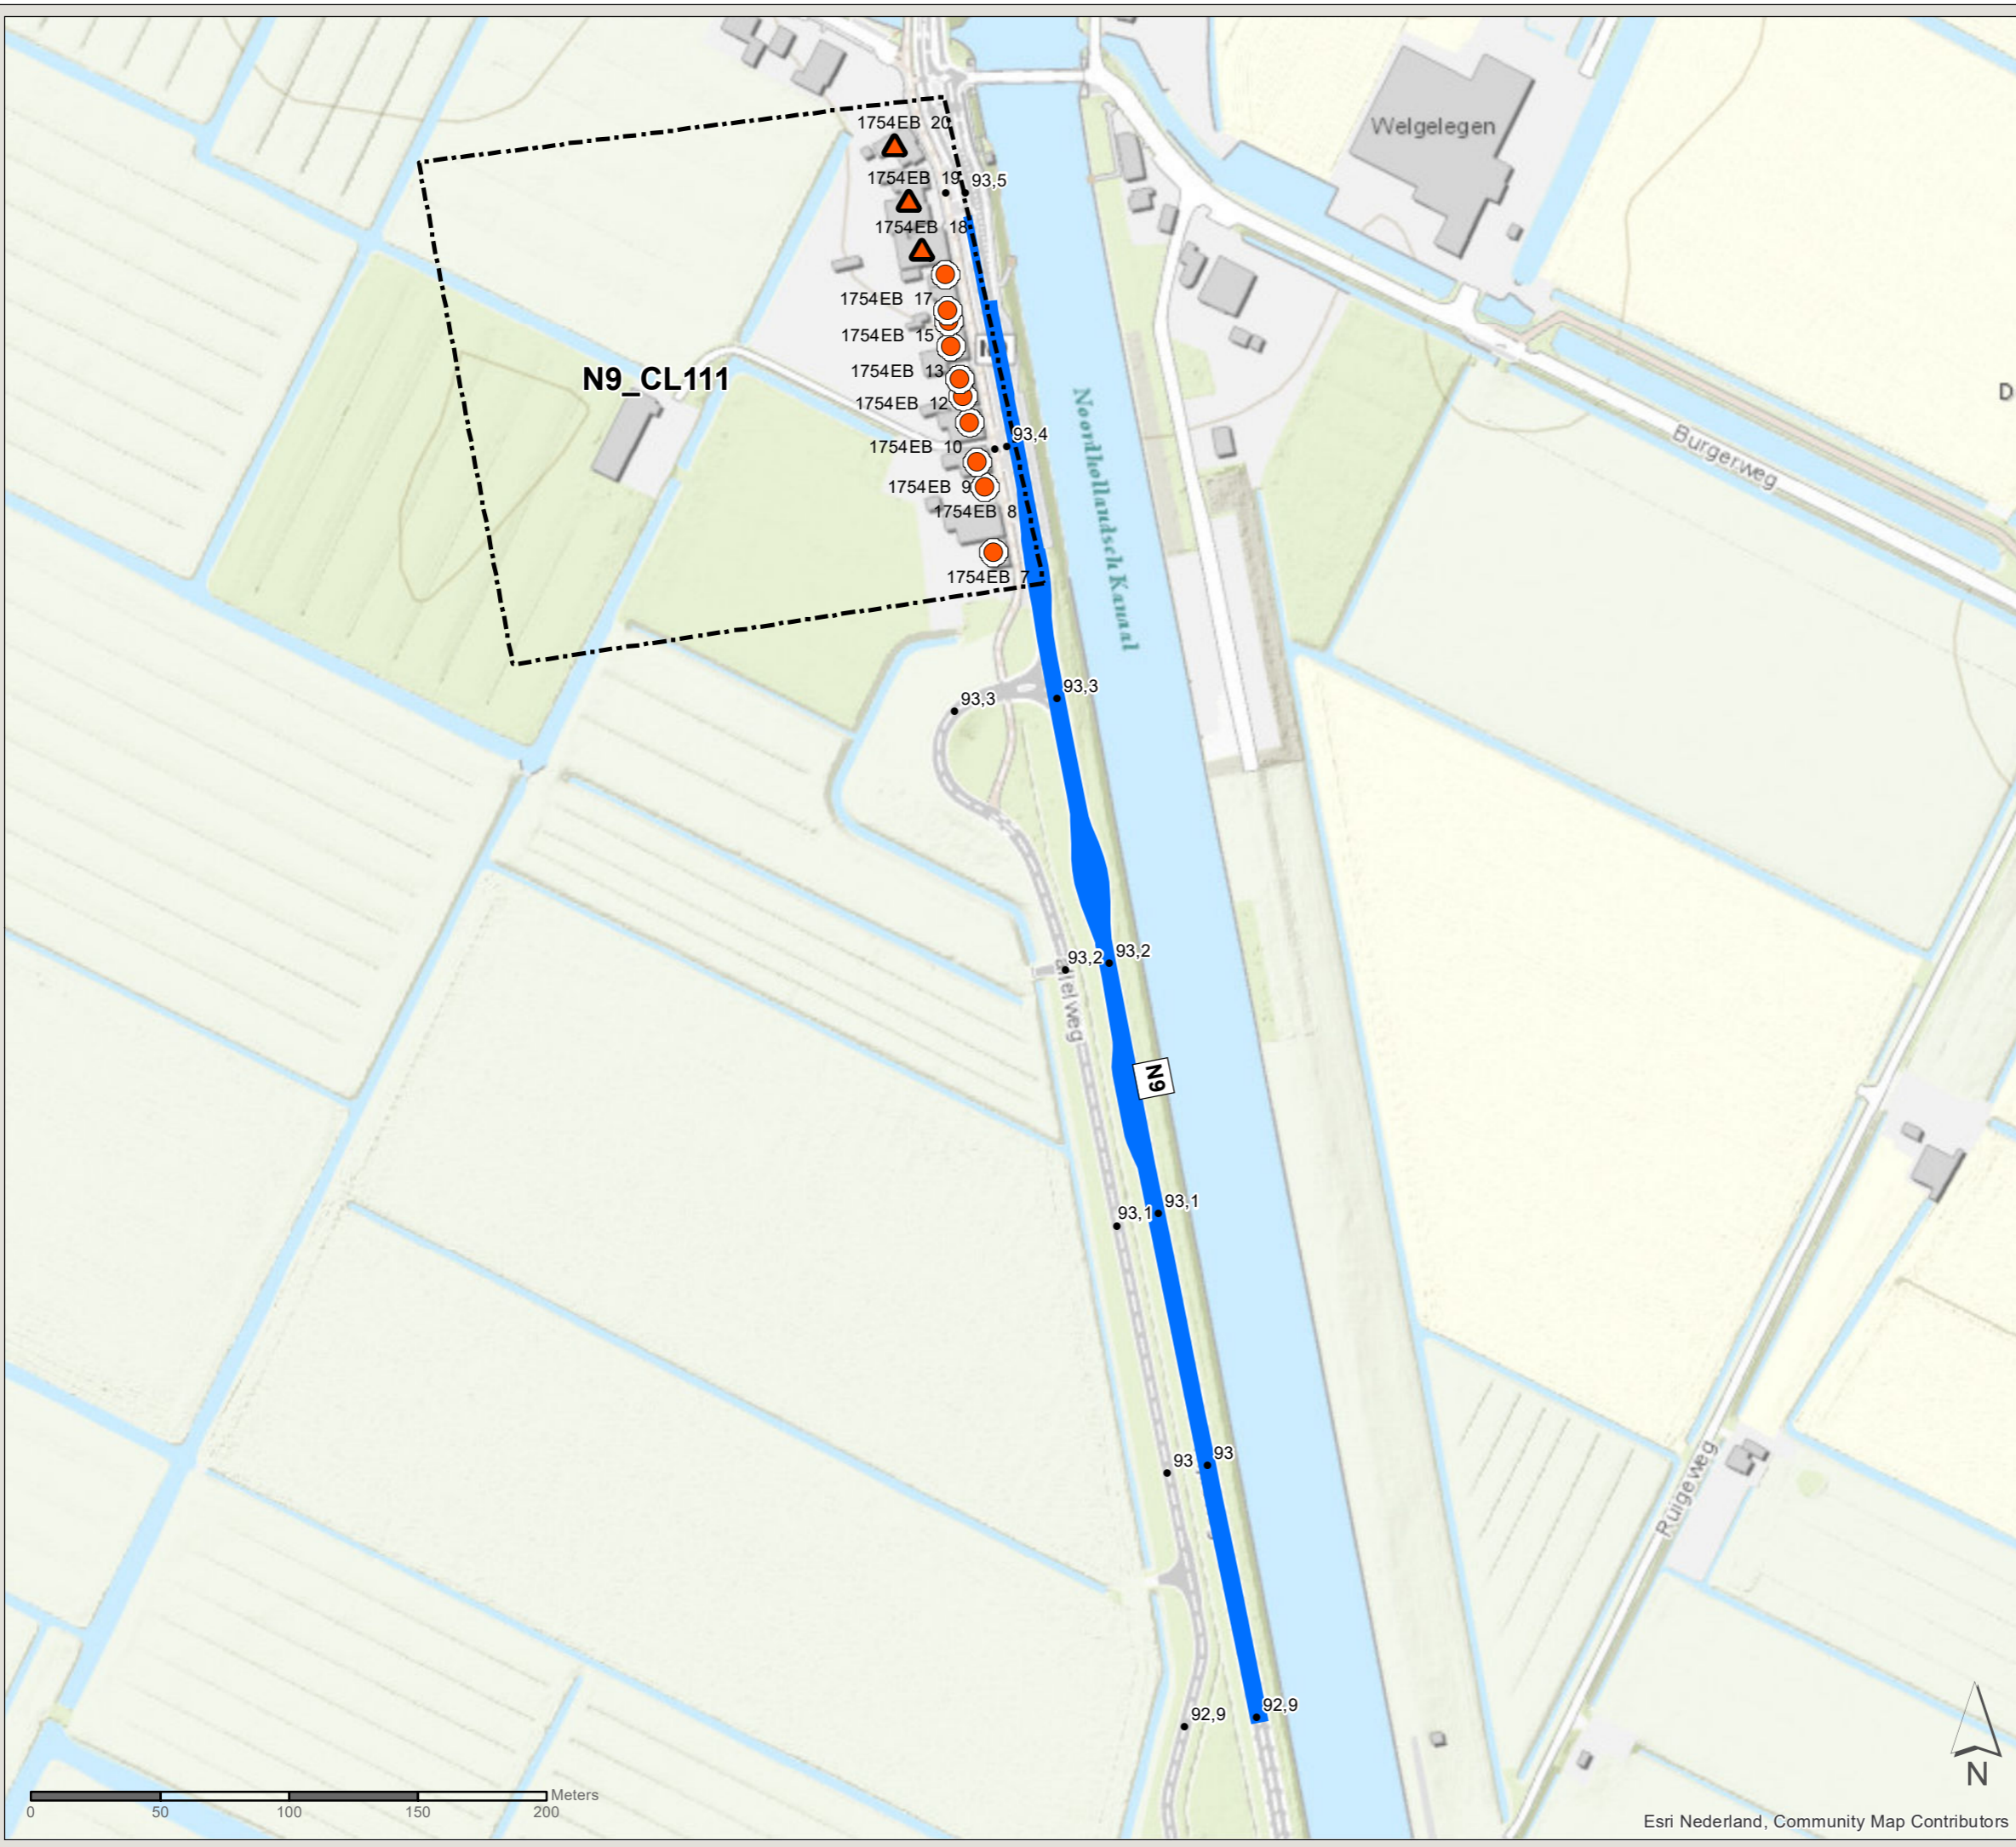 1754EB 20
1754EB 19
93,5
1754EB 18
1754EB 17
1754EB 15
1754EB 13
1754EB 12
93,4
1754EB 10
1754EB 9
1754EB 8
1754EB 7
N9_CL111
Welgelegen
Burgerweg
D
Noordhollandsch Kanaal
93,3
93,3
93,2
93,2
N9
93,1
93,1
93
93
Ruigeweg
92,9
92,9
0 50 100 150 200 Meters
N
Esri Nederland, Community Map Contributors